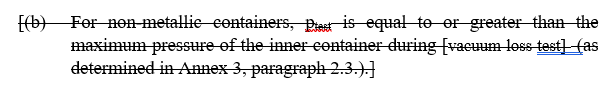 [(b) For non-metallic containers, ptest is equal to or greater than the
maximum pressure of the inner container during [vacuum loss test] (as
determined in Annex 3, paragraph 2.3.).]